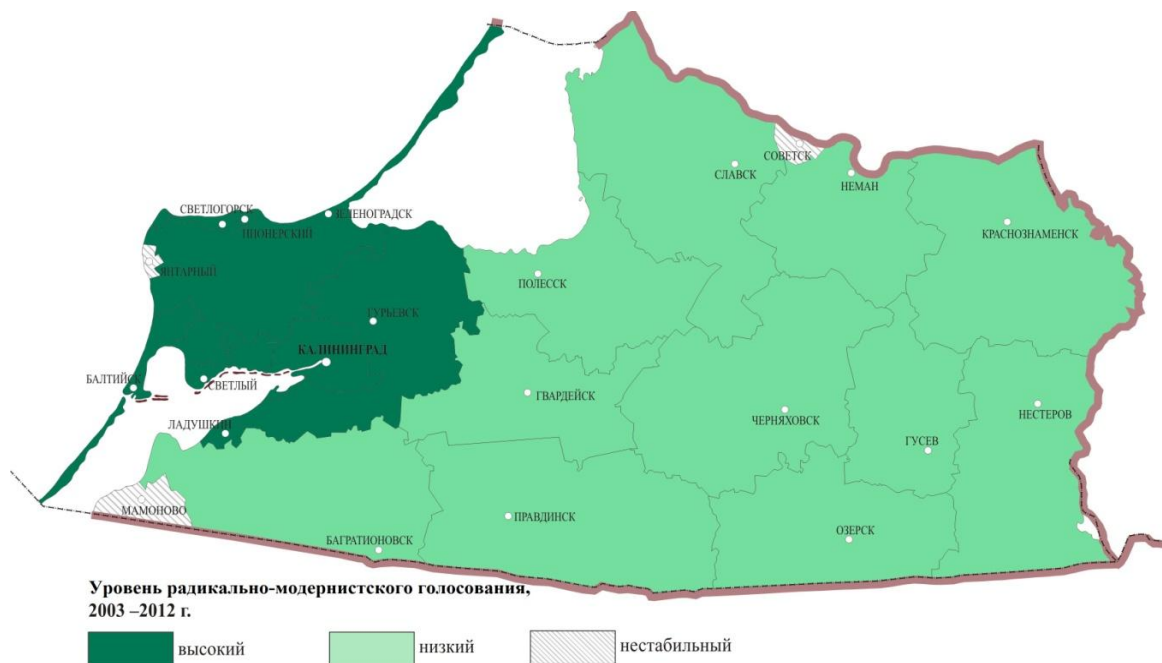 СОВЕТСК
СЛАВСК
НЕМАН
СВЕТЛОГОРСК
ЗЕЛЕНОГРАДСК
ПИОНЕРСКИЙ
КРАСНОЗНАМЕНСК
ЯНТАРНЫЙ
ПОЛЕССК
ГУРЬЕВСК
КАЛИНИНГРАД
БАЛТИЙСК
СВЕТЛЫЙ
ГВАРДЕЙСК
НЕСТЕРОВ
ЧЕРНЯХОВСК
ЛАДУШКИН
ГУСЕВ
МАМОНОВО
ПРАВДИНСК
ОЗЕРСК
БАГРАТИОНОВСК
Уровень радикально-модернистского голосования,
2003 –2012 г.
высокий
низкий
нестабильный